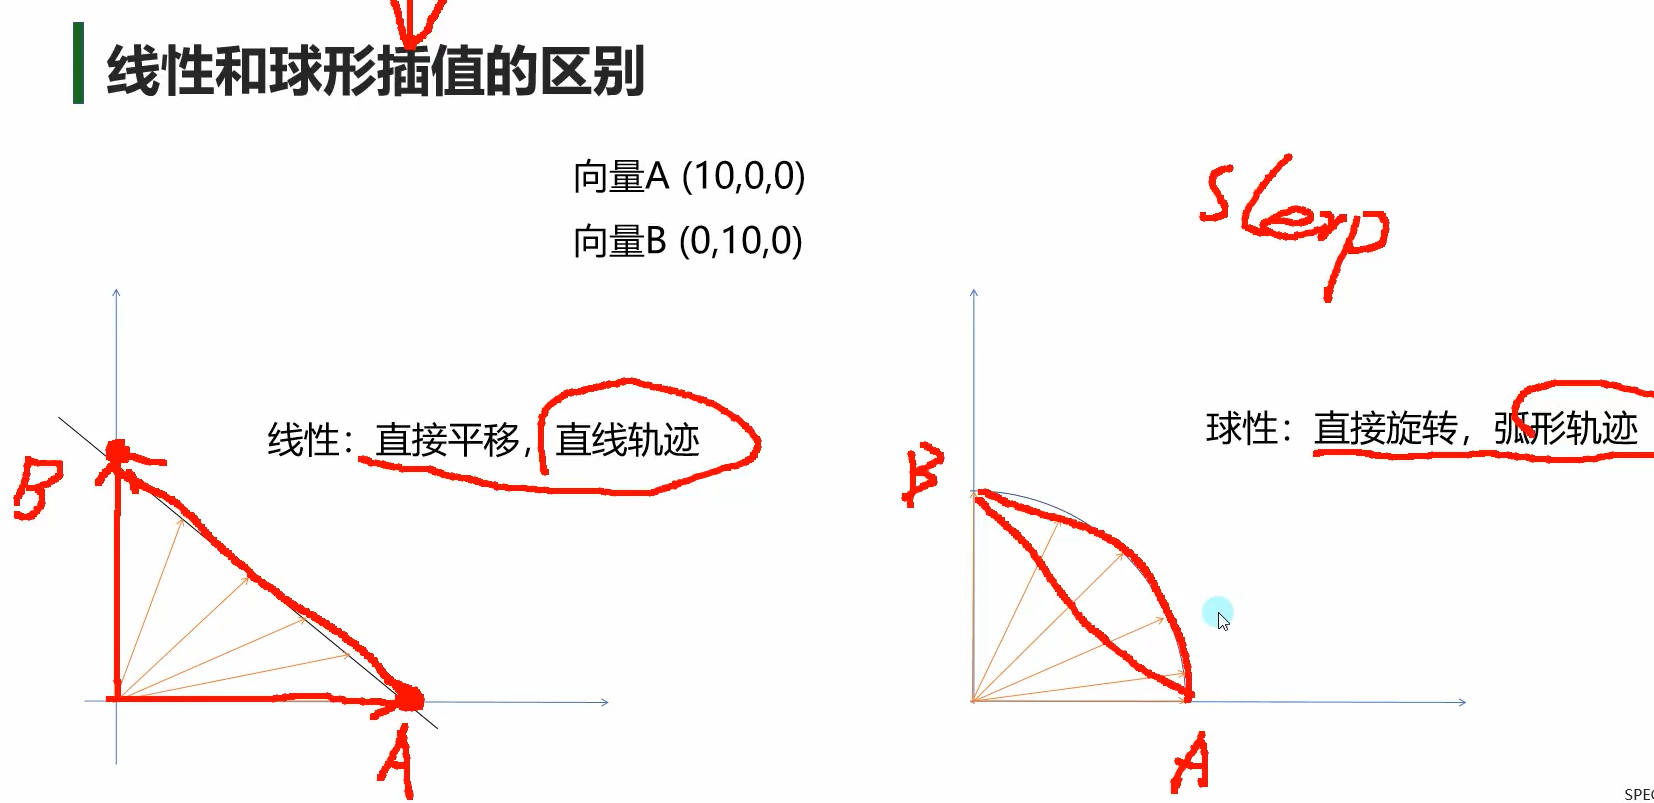 线性和球形插值的区别
向量A (10,0,0)
向量B (0,10,0)
slerp
线性：直接平移，直线轨迹
球性：直接旋转，弧形轨迹
B
B
A
A
SPEC